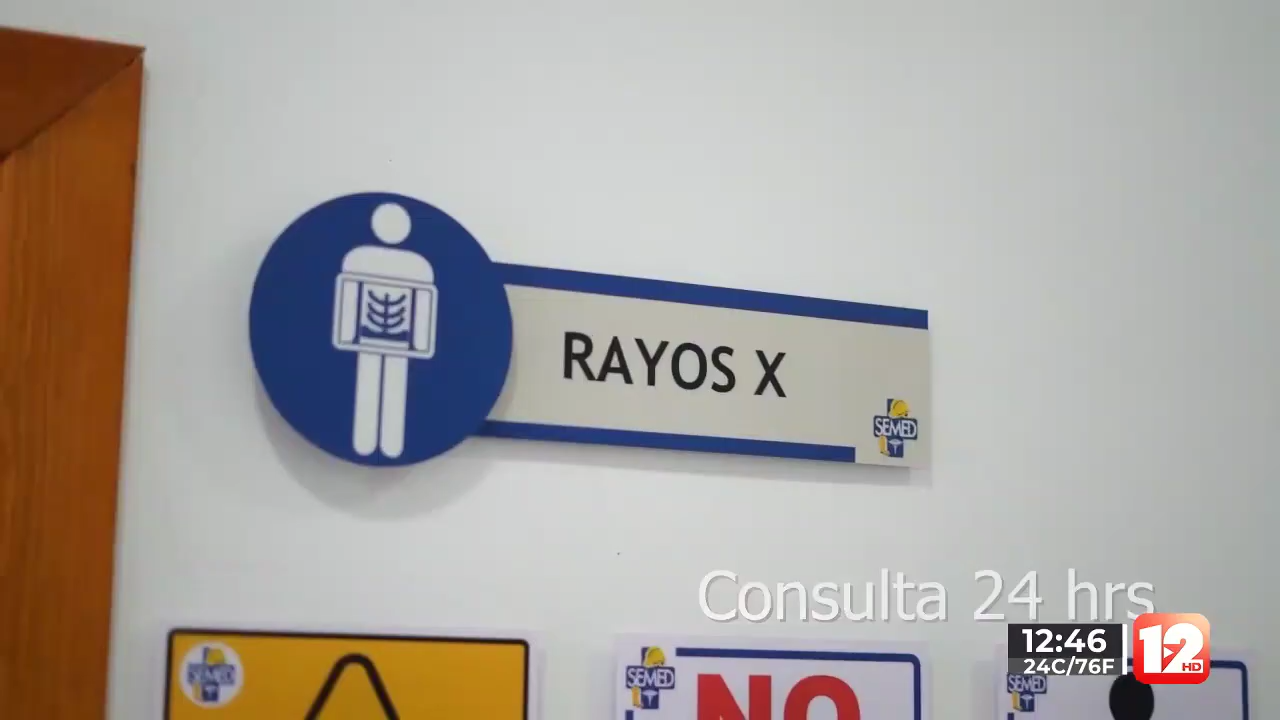 RAYOS X
SEMED
Consulta 24 hrs
12:46
24C/76F
12
HD
SEMED
SEMED
NO
SEMED